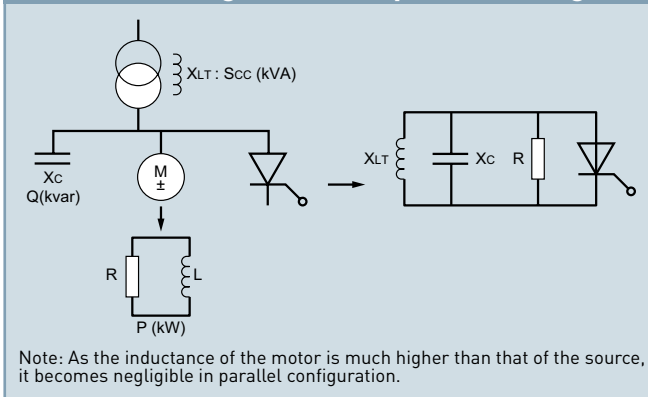 XLT : SCC (kVA)
XC
Q(kvar)
M
±
XLT
XC
R
R
L
P (kW)
Note: As the inductance of the motor is much higher than that of the source,
it becomes negligible in parallel configuration.